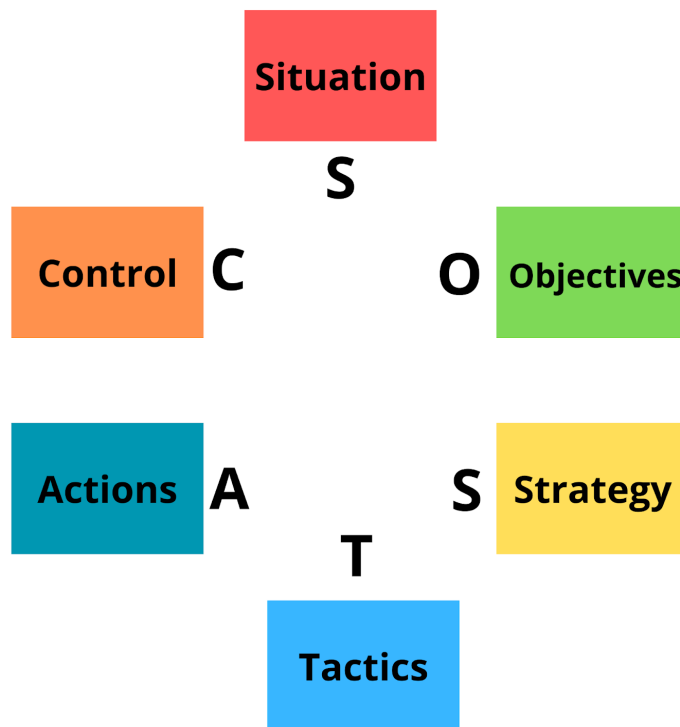 Situation
S
Control
C
O
Objectives
Actions
A
S
Strategy
T
Tactics